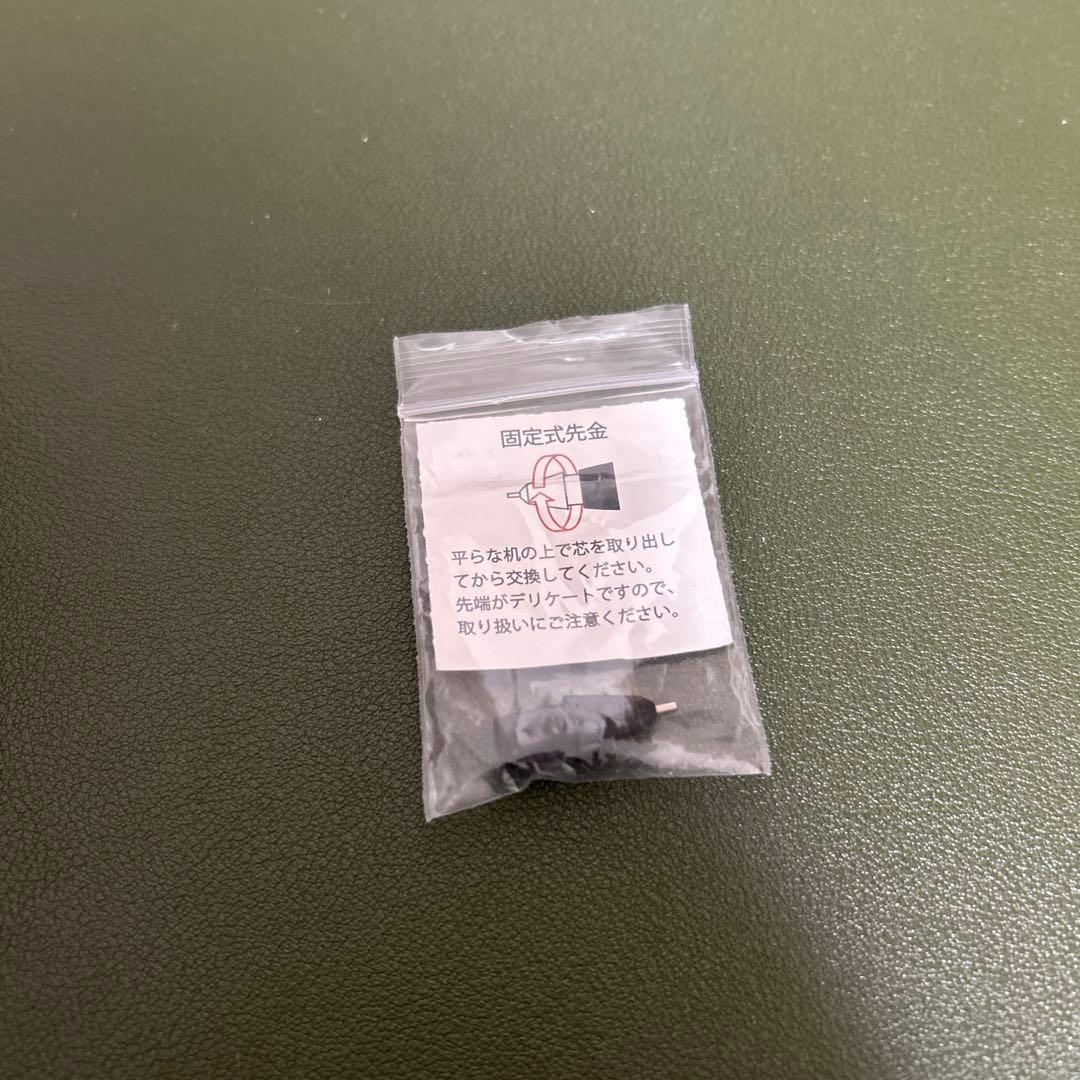 固定式先金
平らな机の上で芯を取り出し
てから交換してください。
先端がデリケートですので、
取り扱いにご注意ください。